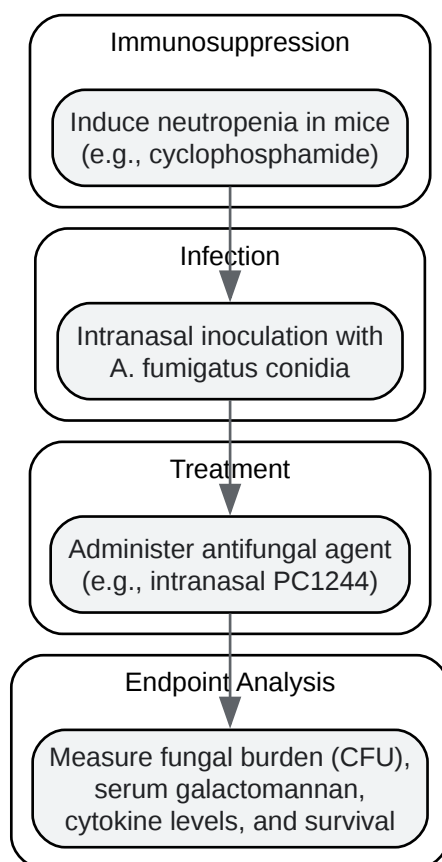 Immunosuppression
Induce neutropenia in mice
(e.g., cyclophosphamide)
Infection
Intranasal inoculation with
A. fumigatus conidia
Treatment
Administer antifungal agent
(e.g., intranasal PC1244)
Endpoint Analysis
Measure fungal burden (CFU),
serum galactomannan,
cytokine levels, and survival